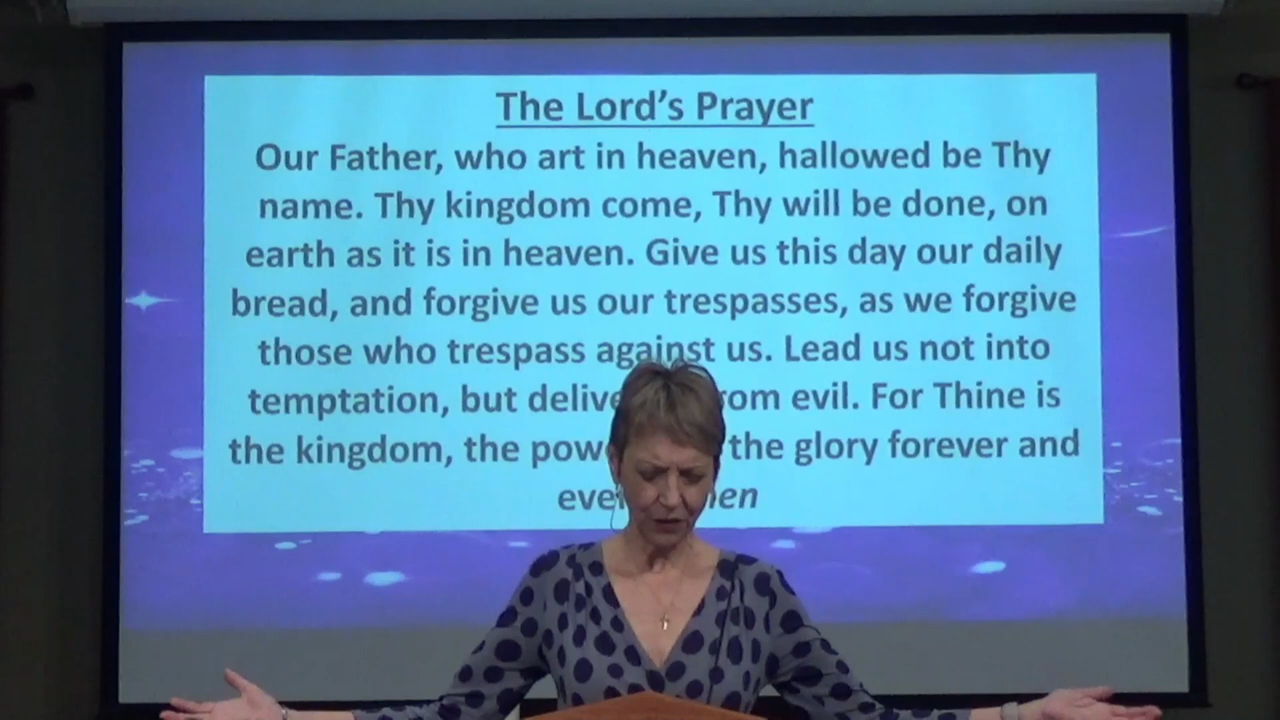 The Lord's Prayer
Our Father, who art in heaven, hallowed be Thy
name. Thy kingdom come, Thy will be done, on
earth as it is in heaven. Give us this day our daily
bread, and forgive us our trespasses, as we forgive
those who trespass against us. Lead us not into
temptation, but from evil. For Thine is
the kingdom, the the glory forever and